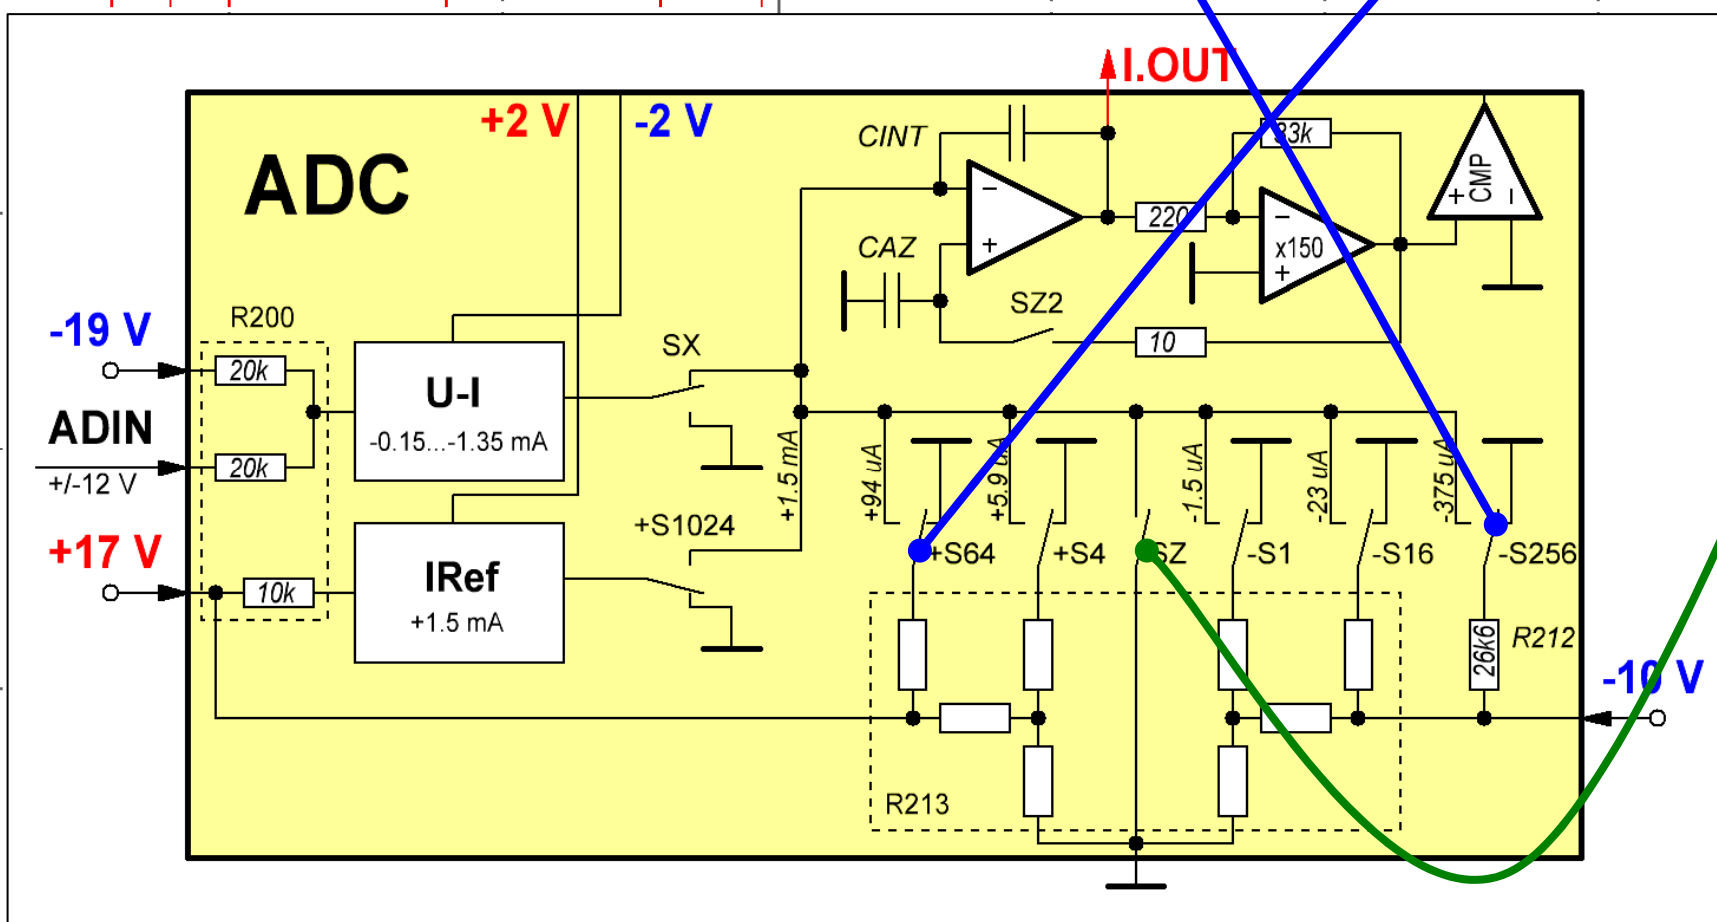 I.OUT
+2 V
-2 V
CINT
33k
ADC
CMP
+
−
−
220
−
CAZ
+
x150
+
-19 V
R200
SZ2
SX
10
20k
U-I
ADIN
-0.15...-1.35 mA
20k
+/-12 V
+1.5 mA
+94 uA
+5.9 uA
-1.5 uA
-23 uA
-375 uA
+17 V
+S1024
+S64
+S4
SZ
-S1
-S16
-S256
10k
IRef
+1.5 mA
26k6
R212
-10 V
R213